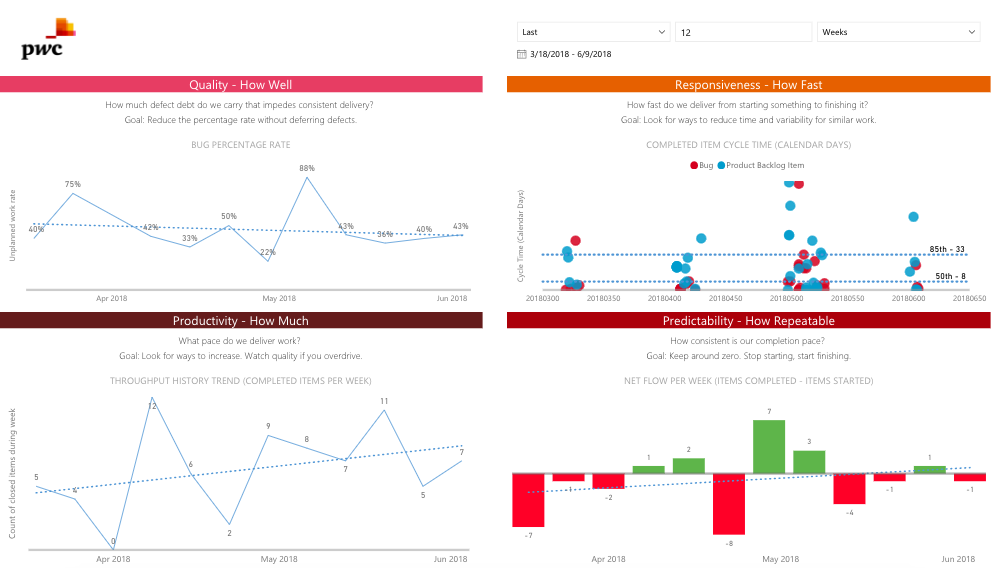 pwc
Last
12
Weeks
3/18/2018 - 6/9/2018
Quality - How Well
How much defect debt do we carry that impedes consistent delivery?
Goal: Reduce the percentage rate without deferring defects.
BUG PERCENTAGE RATE
Unplanned work rate
40%
75%
42%
33%
50%
22%
88%
43%
36%
40%
43%
Apr 2018
May 2018
Jun 2018
Responsiveness - How Fast
How fast do we deliver from starting something to finishing it?
Goal: Look for ways to reduce time and variability for similar work.
COMPLETED ITEM CYCLE TIME (CALENDAR DAYS)
Bug
Product Backlog Item
Cycle Time (Calendar Days)
85th - 33
50th - 8
20180300
20180350
20180400
20180450
20180500
20180550
20180600
20180650
Productivity - How Much
What pace do we deliver work?
Goal: Look for ways to increase. Watch quality if you overdrive.
THROUGHPUT HISTORY TREND (COMPLETED ITEMS PER WEEK)
Count of closed items during week
5
4
0
12
6
2
9
8
7
11
5
7
Apr 2018
May 2018
Jun 2018
Predictability - How Repeatable
How consistent is our completion pace?
Goal: Keep around zero. Stop starting, start finishing.
NET FLOW PER WEEK (ITEMS COMPLETED - ITEMS STARTED)
-7
-1
-2
1
2
-8
7
3
-4
-1
1
-1
Apr 2018
May 2018
Jun 2018